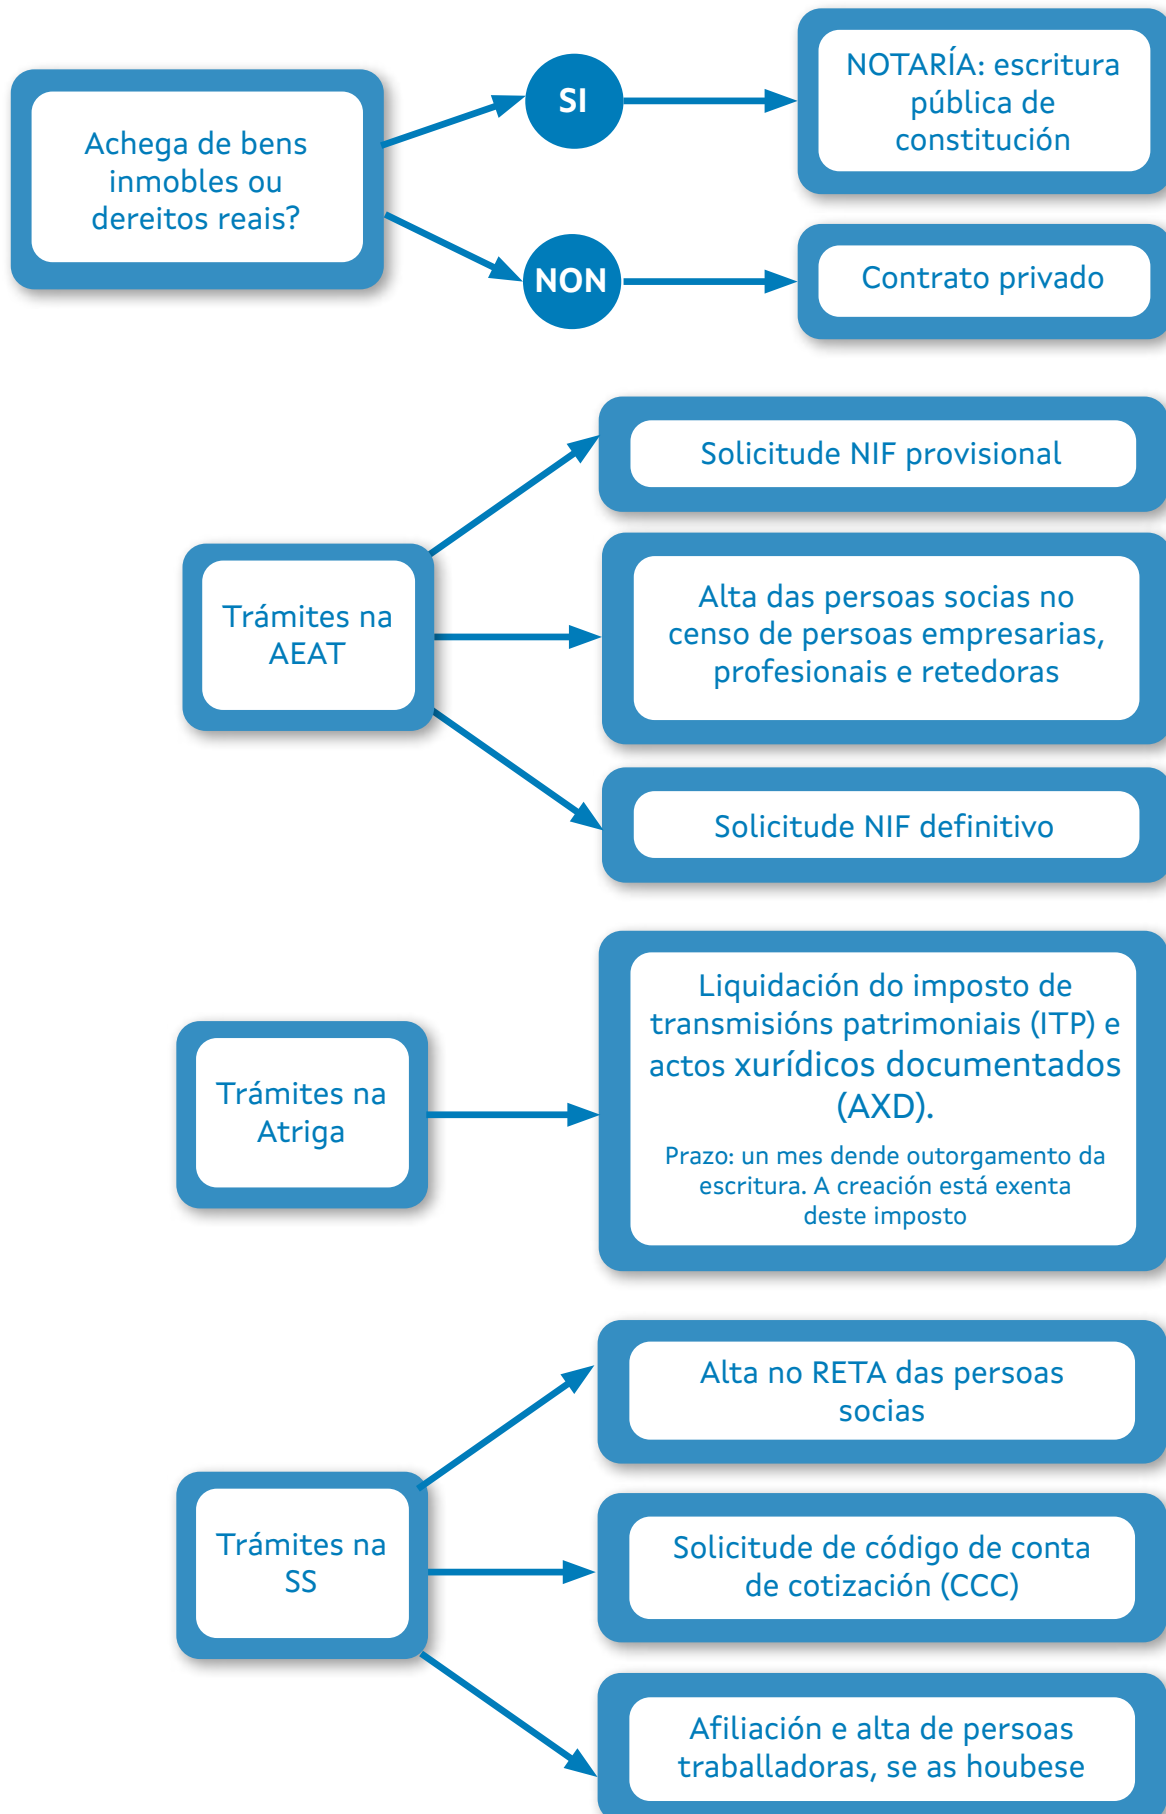 Achega de bens
inmobles ou
dereitos reais?
SI
NOTARÍA: escritura
pública de
constitución
NON
Contrato privado
Trámites na
AEAT
Solicitude NIF provisional
Alta das persoas socias no
censo de persoas empresarias,
profesionais e retedoras
Solicitude NIF definitivo
Trámites na
Atriga
Liquidación do imposto de
transmisións patrimoniais (ITP) e
actos xurídicos documentados
(AXD).
Prazo: un mes dende outorgamento da
escritura. A creación está exenta
deste imposto
Trámites na
SS
Alta no RETA das persoas
socias
Solicitude de código de conta
de cotización (CCC)
Afiliación e alta de persoas
traballadoras, se as houbese